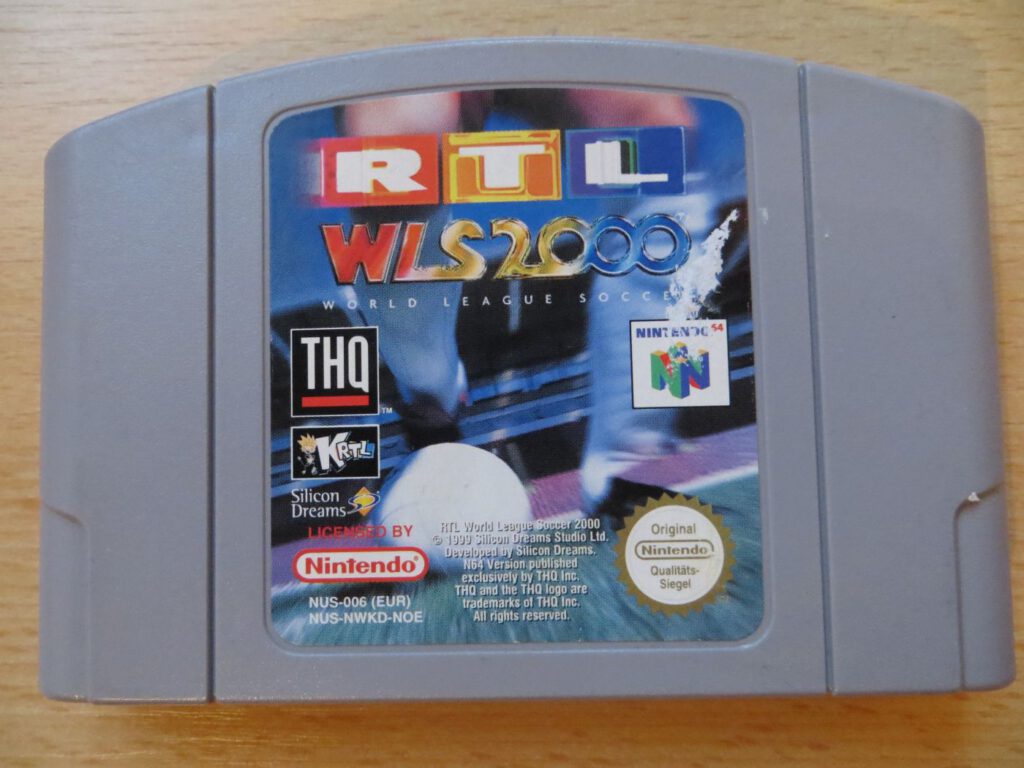 RTL
WLS2000
WORLD LEAGUE SOCCER
THQ
™
NINTENDO 64
N
KRTL
Silicon
Dreams
LICENSED BY
Nintendo®
NUS-006 (EUR)
NUS-NWKD-NOE
RTL World League Soccer 2000
© 1999 Silicon Dreams Studio Ltd.
Developed by Silicon Dreams.
N64 Version published
exclusively by THQ Inc.
THQ and the THQ logo are
trademarks of THQ Inc.
All rights reserved.
Original
Nintendo
Qualitäts-
Siegel